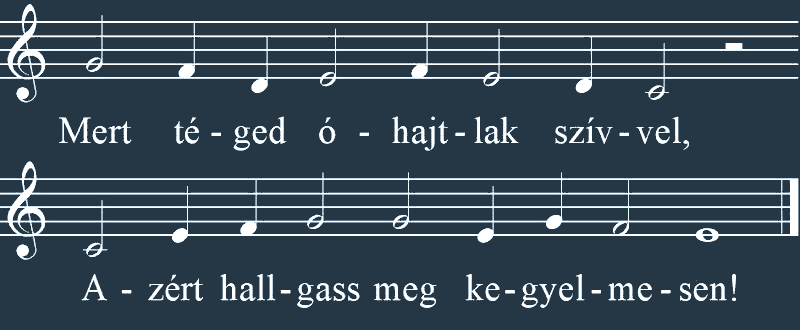 Mert té - ged ó - hajt - lak szív - vel,
A - zért hall - gass meg ke - gyel - me - sen!